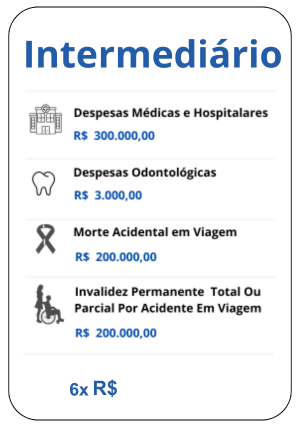 Intermediário
Despesas Médicas e Hospitalares
R$ 300.000,00
Despesas Odontológicas
R$ 3.000,00
Morte Acidental em Viagem
R$ 200.000,00
Invalidez Permanente Total Ou
Parcial Por Acidente Em Viagem
R$ 200.000,00
6x R$